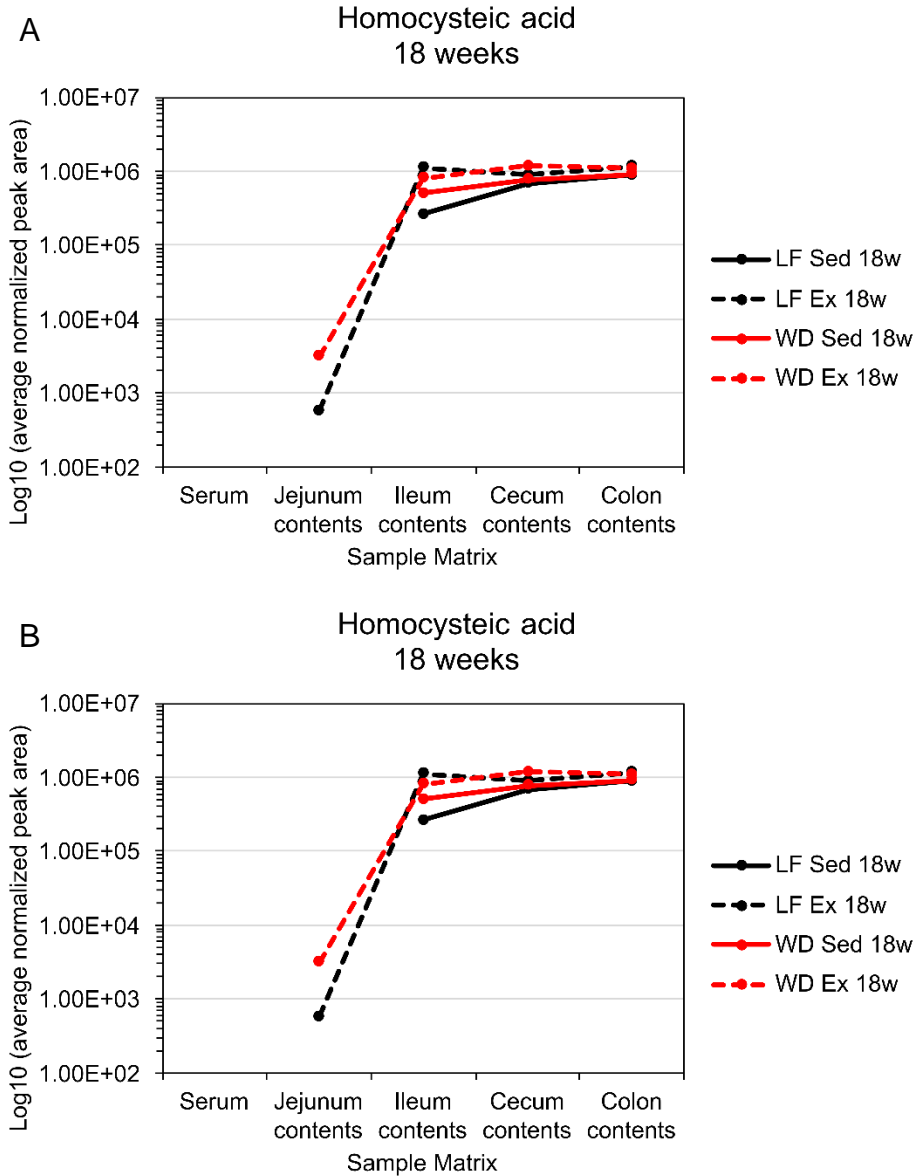 A
Homocysteic acid
18 weeks
Log10 (average normalized peak area)
1.00E+07
1.00E+06
1.00E+05
1.00E+04
1.00E+03
1.00E+02
Serum
Jejunum contents
Ileum contents
Cecum contents
Colon contents
Sample Matrix
LF Sed 18w
LF Ex 18w
WD Sed 18w
WD Ex 18w
B
Homocysteic acid
18 weeks
Log10 (average normalized peak area)
1.00E+07
1.00E+06
1.00E+05
1.00E+04
1.00E+03
1.00E+02
Serum
Jejunum contents
Ileum contents
Cecum contents
Colon contents
Sample Matrix
LF Sed 18w
LF Ex 18w
WD Sed 18w
WD Ex 18w